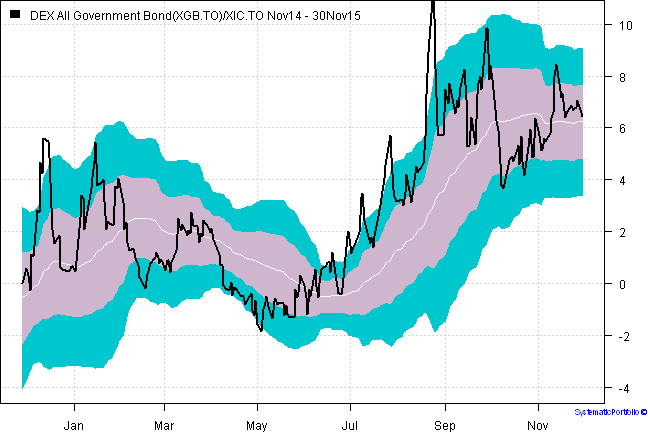 DEX All Government Bond(XGB.TO)/XIC.TO Nov14 - 30Nov15
10
8
6
4
2
0
-2
-4
Jan Mar May Jul Sep Nov
SystematicPortfolio ©